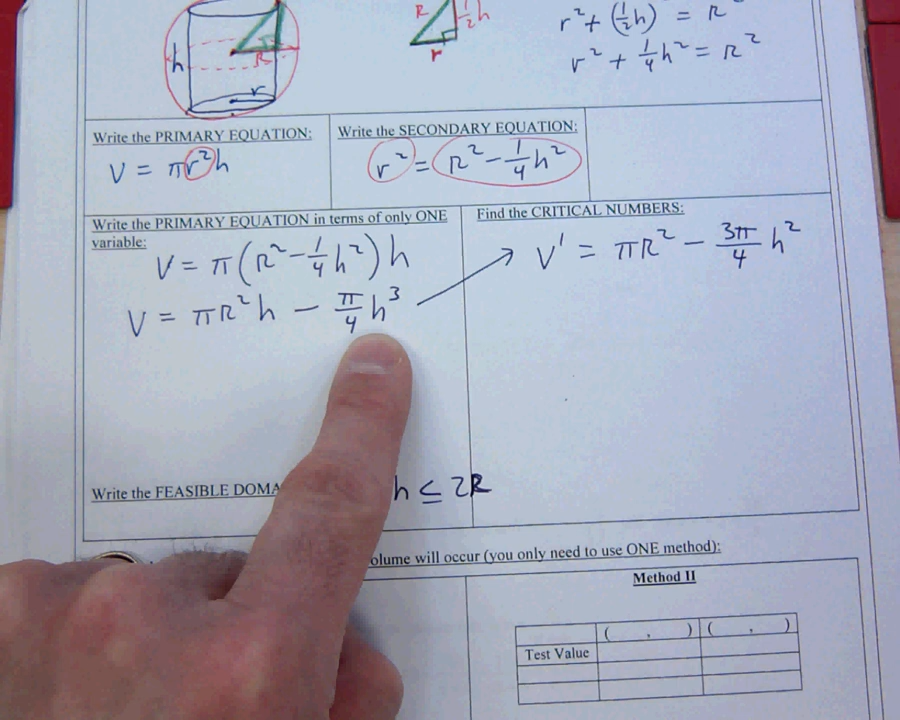 h
R
r
R
½h
r
r² + (½h) = R
r² + ¼h² = R²
Write the PRIMARY EQUATION:
V = πr²h
Write the SECONDARY EQUATION:
r² = R² − ¼h²
Write the PRIMARY EQUATION in terms of only ONE
variable:
V = π(R² − ¼h²)h
V = πR²h − π/4 h³
Find the CRITICAL NUMBERS:
V' = πR² − 3π/4 h²
Write the FEASIBLE
h ≤ 2R
will occur (you only need to use ONE method):
Method II
( , ) ( , )
Test Value